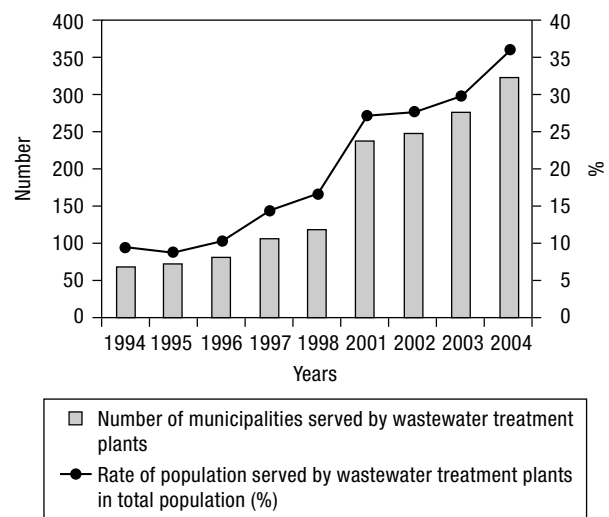 400
350
300
250
200
150
100
50
0
Number
40
35
30
25
20
15
10
5
0
%
1994 1995 1996 1997 1998 2001 2002 2003 2004
Years
Number of municipalities served by wastewater treatment
plants
Rate of population served by wastewater treatment plants
in total population (%)